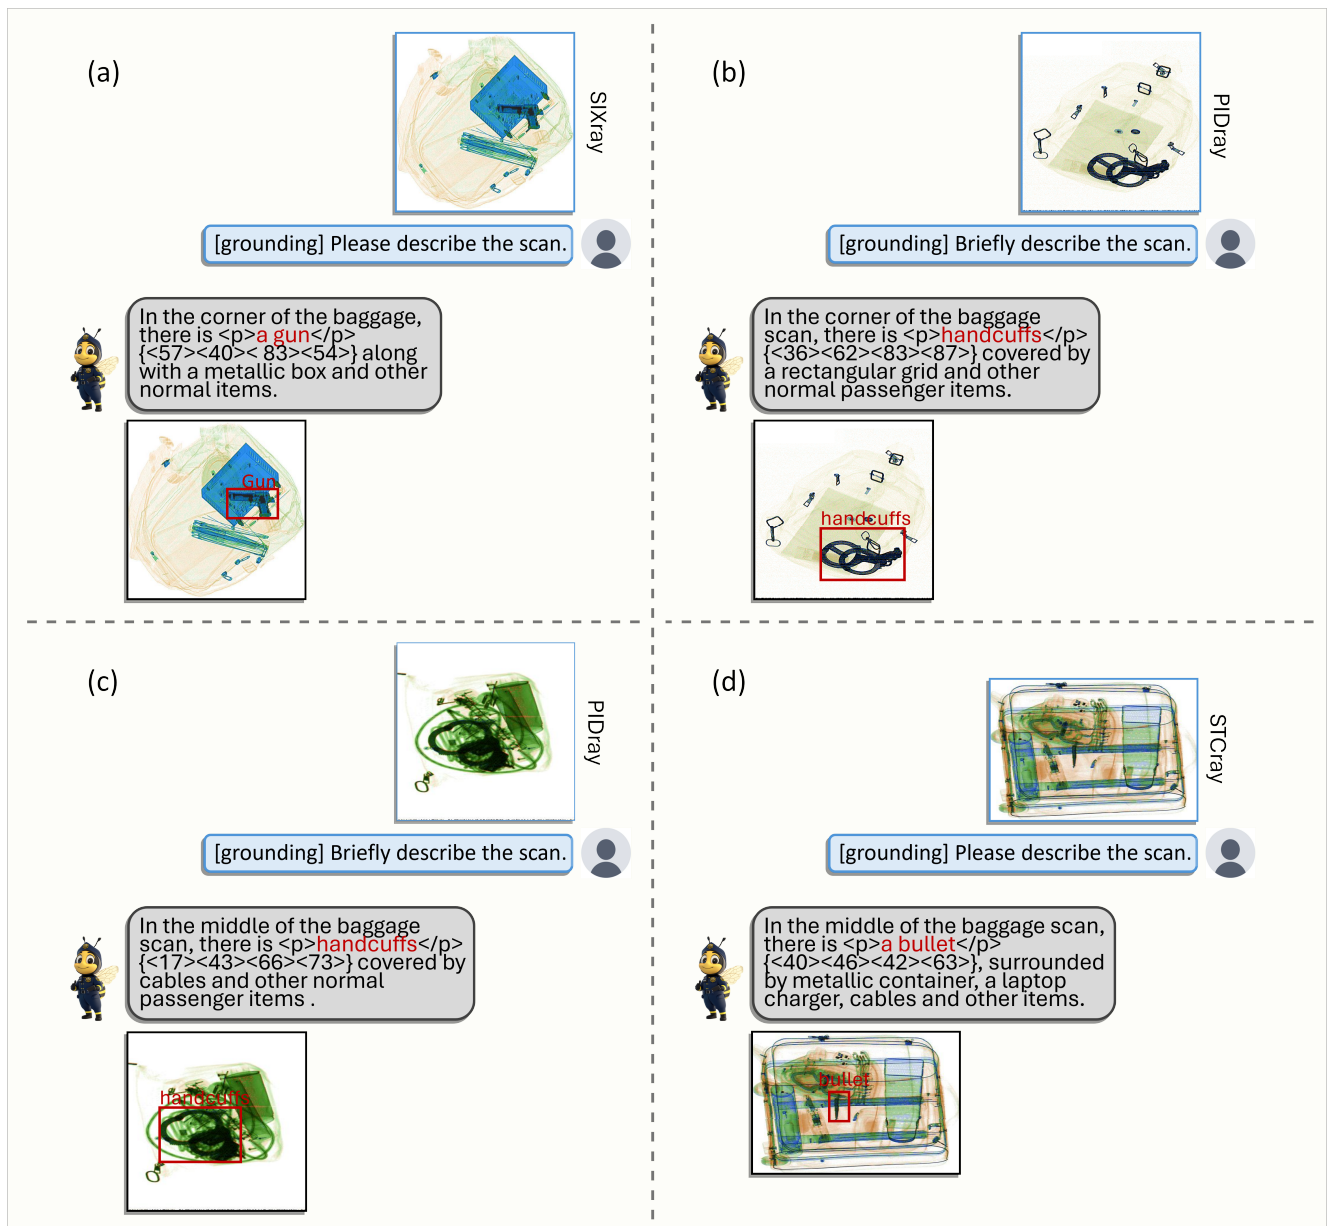 (a)
SIXray
[grounding] Please describe the scan.
In the corner of the baggage,
there is <p>a gun</p>
{<57><40>< 83><54>} along
with a metallic box and other
normal items.
Gun
(b)
PIDray
[grounding] Briefly describe the scan.
In the corner of the baggage
scan, there is <p>handcuffs</p>
{<36><62><83><87>} covered by
a rectangular grid and other
normal passenger items.
handcuffs
(c)
PIDray
[grounding] Briefly describe the scan.
In the middle of the baggage
scan, there is <p>handcuffs</p>
{<17><43><66><73>} covered by
cables and other normal
passenger items .
handcuffs
(d)
STCray
[grounding] Please describe the scan.
In the middle of the baggage scan,
there is <p>a bullet</p>
{<40><46><42><63>}, surrounded
by metallic container, a laptop
charger, cables and other items.
bullet